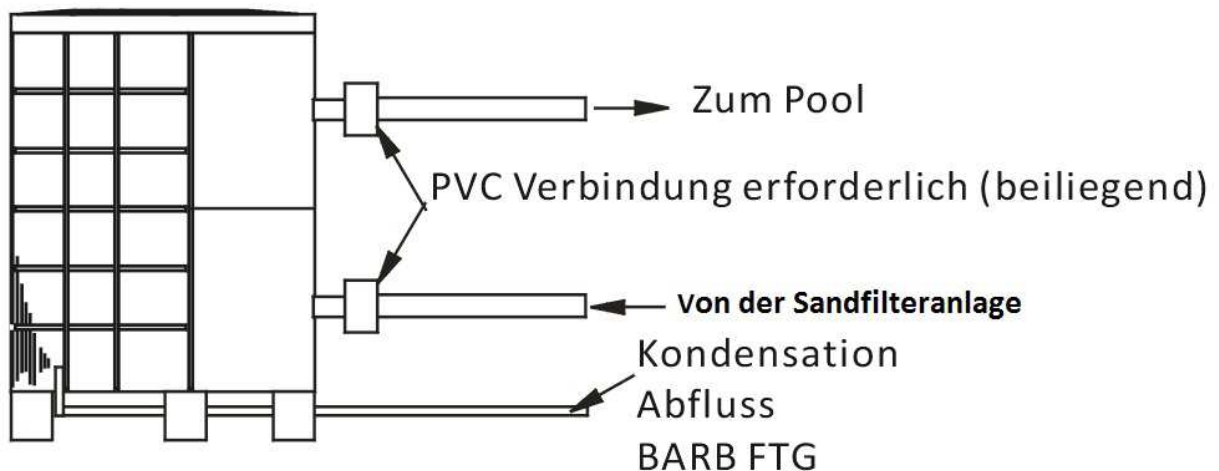 Zum Pool
PVC Verbindung erforderlich (beiliegend)
Von der Sandfilteranlage
Kondensation
Abfluss
BARB FTG